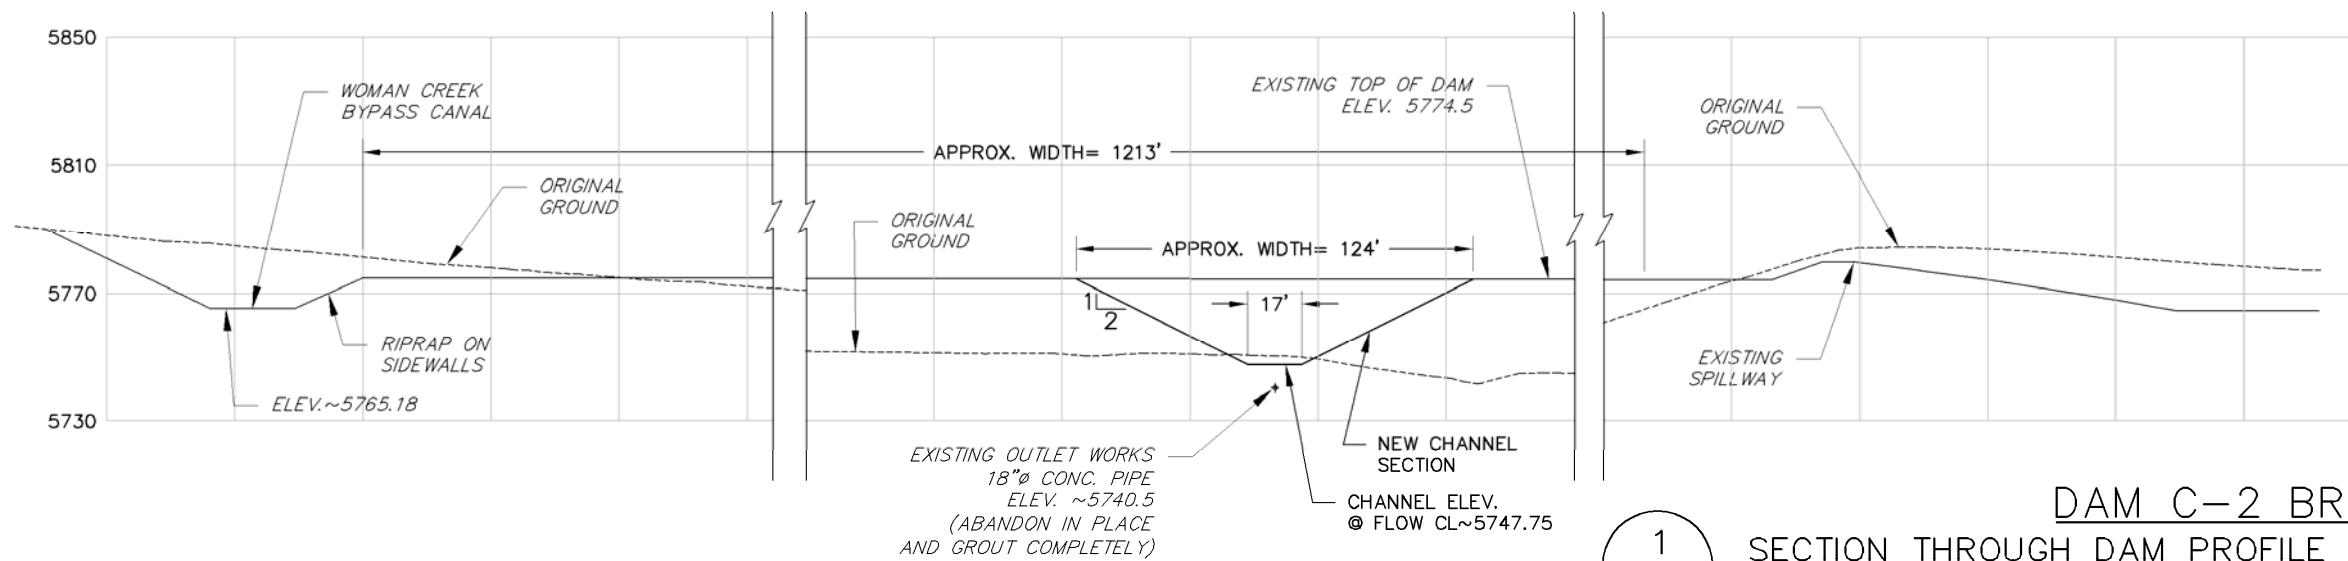 5850
WOMAN CREEK
BYPASS CANAL
EXISTING TOP OF DAM
ELEV. 5774.5
ORIGINAL
GROUND
APPROX. WIDTH= 1213'
5810
ORIGINAL
GROUND
ORIGINAL
GROUND
APPROX. WIDTH= 124'
5770
1
2
17'
RIPRAP ON
SIDEWALLS
EXISTING
SPILLWAY
ELEV.~5765.18
5730
EXISTING OUTLET WORKS
18"ø CONC. PIPE
ELEV. ~5740.5
(ABANDON IN PLACE
AND GROUT COMPLETELY)
NEW CHANNEL
SECTION
CHANNEL ELEV.
@ FLOW CL~5747.75
DAM C-2 BR
1
SECTION THROUGH DAM PROFILE